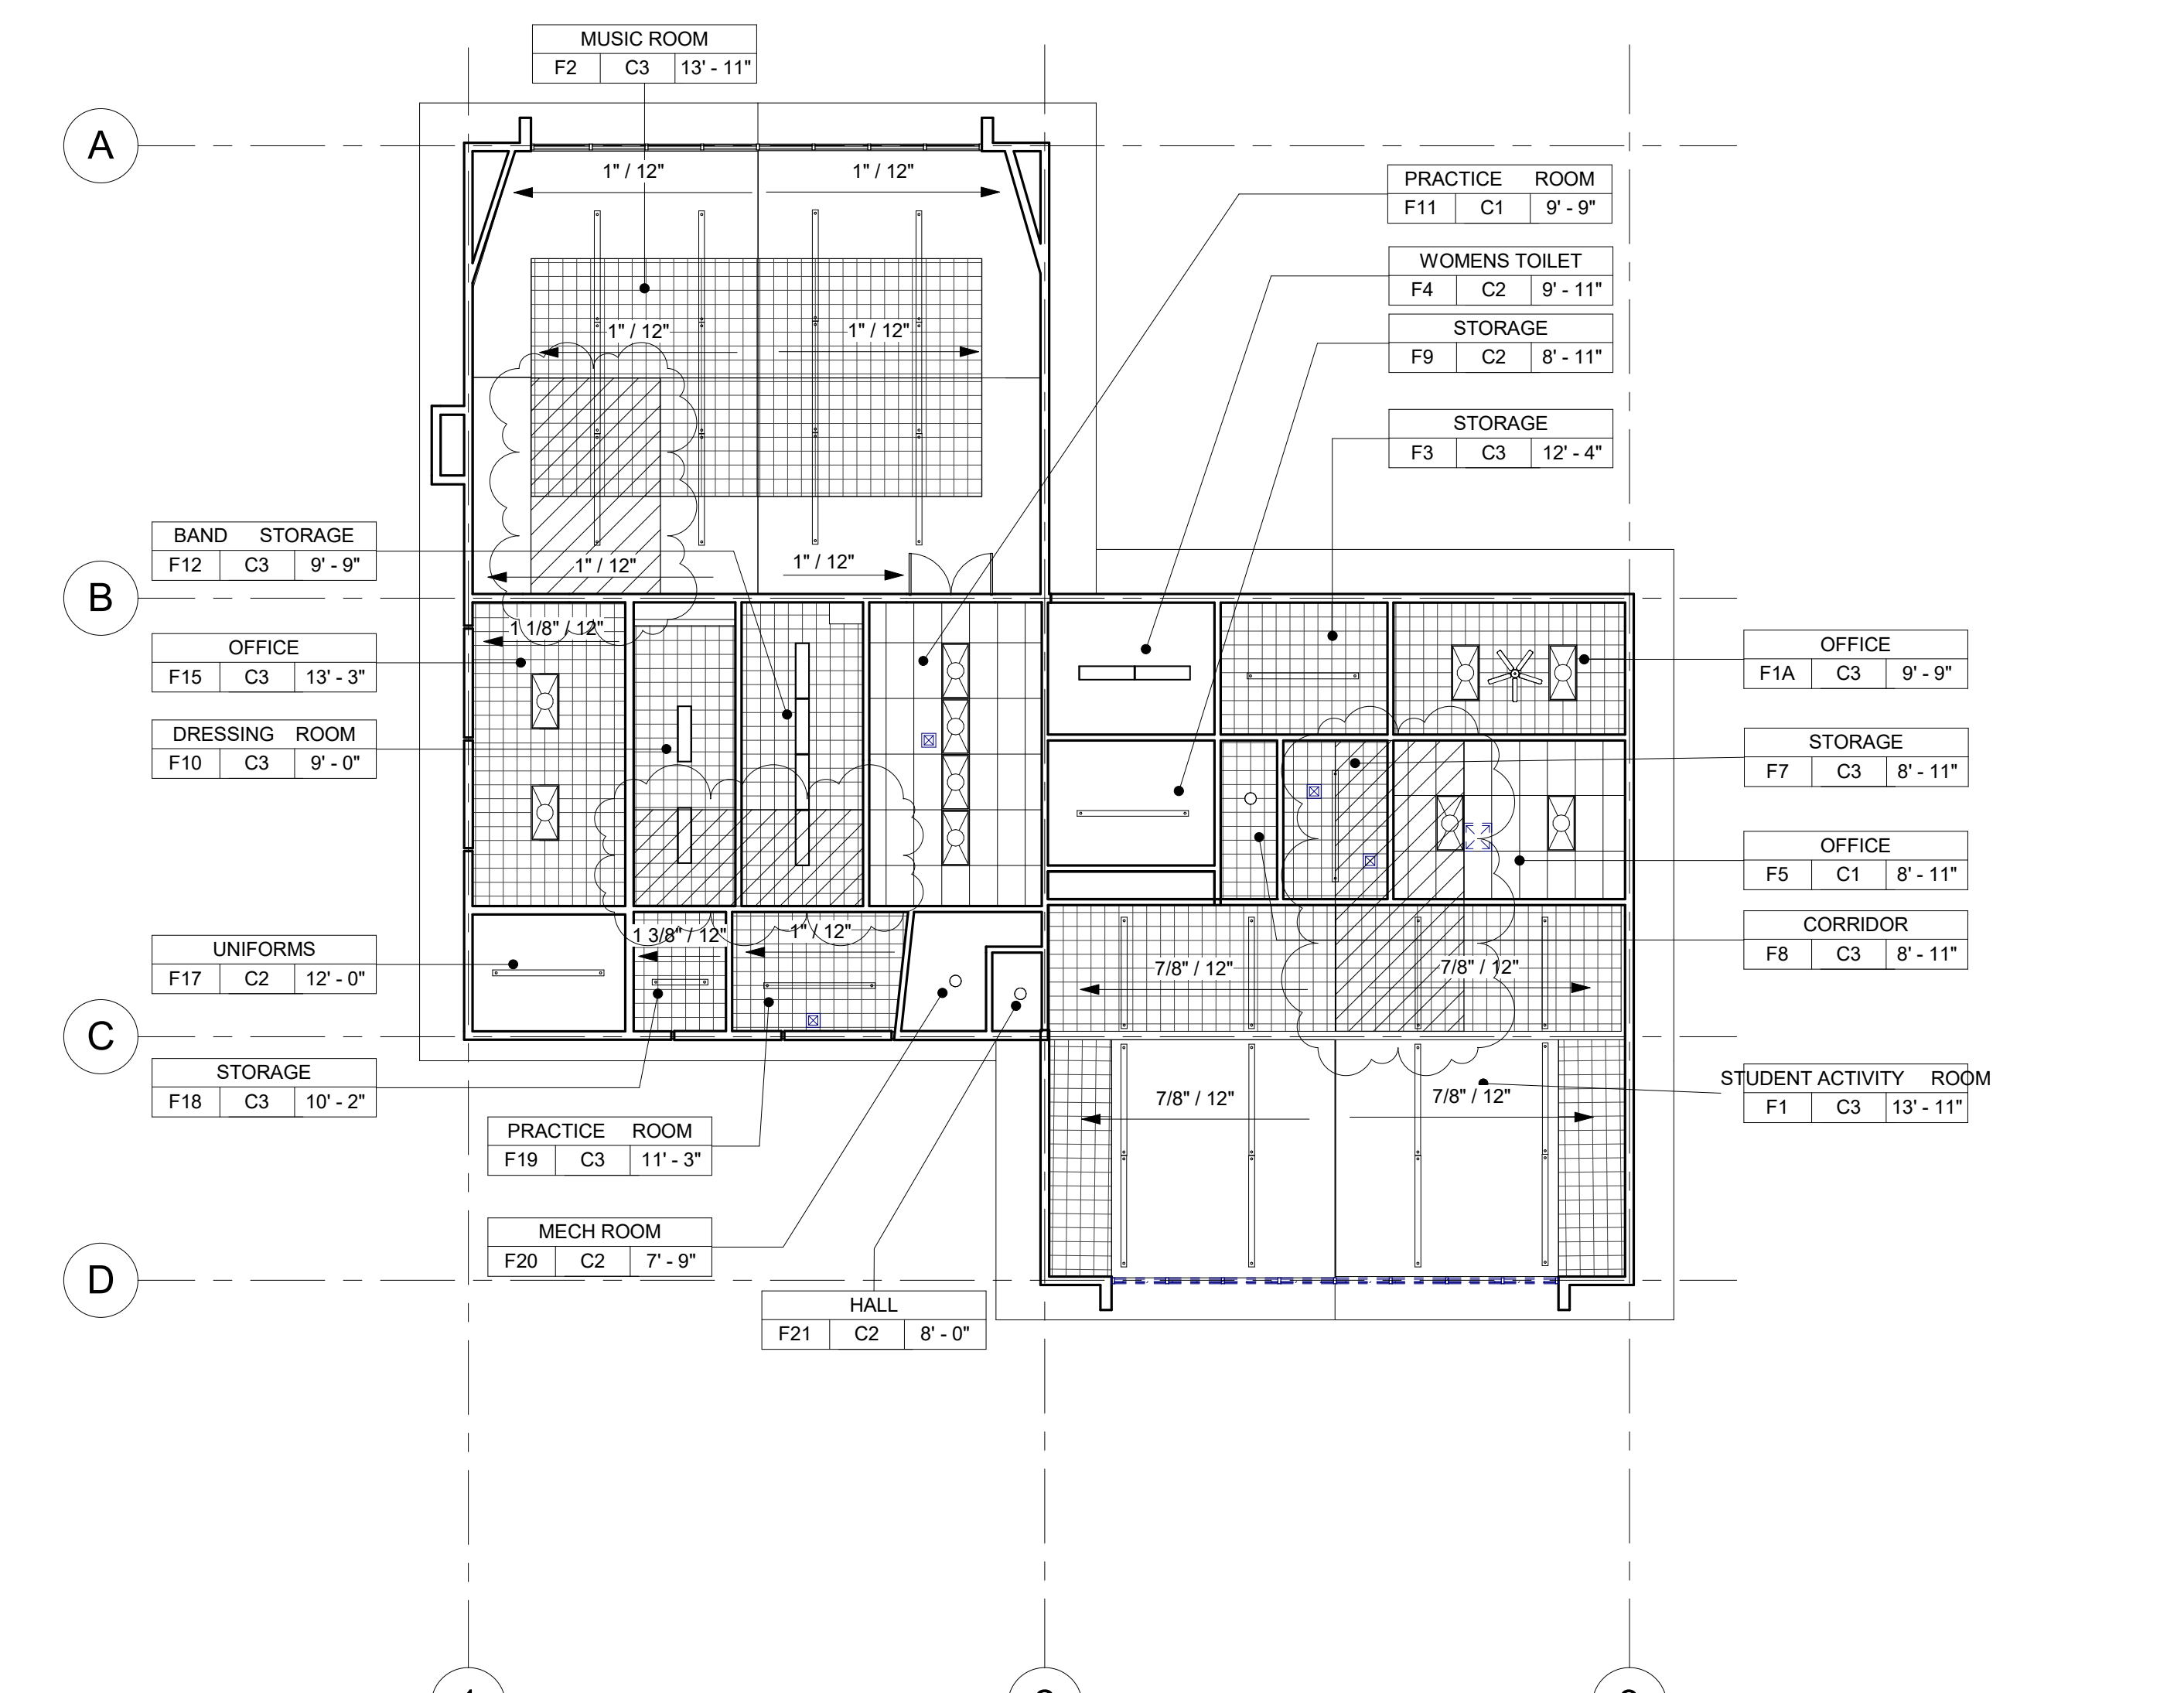 MUSIC ROOM
F2 C3 13' - 11"
A
1" / 12" 1" / 12"
PRACTICE ROOM
F11 C1 9' - 9"
WOMENS TOILET
F4 C2 9' - 11"
STORAGE
F9 C2 8' - 11"
1" / 12" 1" / 12"
STORAGE
F3 C3 12' - 4"
BAND STORAGE
F12 C3 9' - 9"
1" / 12" 1" / 12"
B
1 1/8" / 12"
OFFICE
F15 C3 13' - 3"
OFFICE
F1A C3 9' - 9"
DRESSING ROOM
F10 C3 9' - 0"
STORAGE
F7 C3 8' - 11"
OFFICE
F5 C1 8' - 11"
CORRIDOR
F8 C3 8' - 11"
1 3/8" / 12" 1" / 12"
UNIFORMS
F17 C2 12' - 0"
7/8" / 12" 7/8" / 12"
C
STORAGE
F18 C3 10' - 2"
STUDENT ACTIVITY ROOM
F1 C3 13' - 11"
7/8" / 12" 7/8" / 12"
PRACTICE ROOM
F19 C3 11' - 3"
MECH ROOM
F20 C2 7' - 9"
D
HALL
F21 C2 8' - 0"